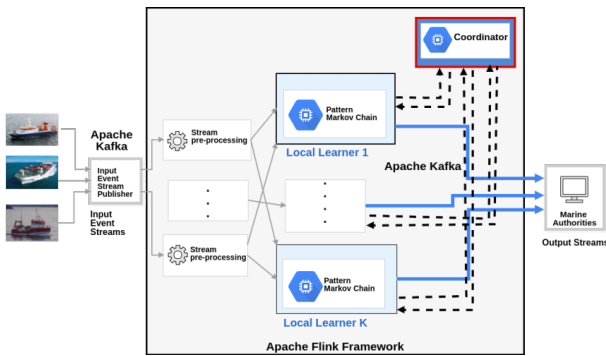 Coordinator
Apache
Kafka
Input
Event
Stream
Publisher
Input
Event
Streams
Stream
pre-processing
Stream
pre-processing
Pattern
Markov Chain
Local Learner 1
Apache Kafka
Pattern
Markov Chain
Local Learner K
Marine
Authorities
Output Streams
Apache Flink Framework